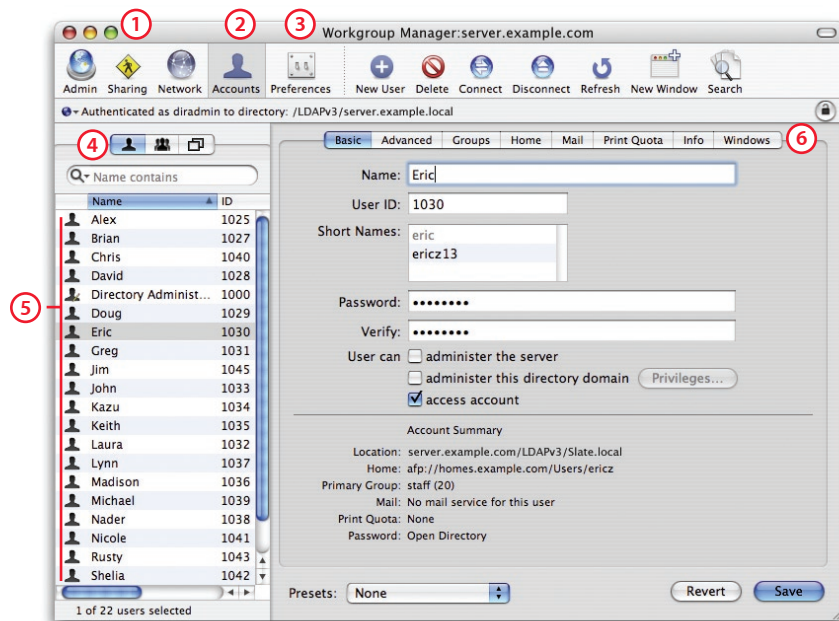 1 2 3
Workgroup Manager:server.example.com
Admin Sharing Network Accounts Preferences New User Delete Connect Disconnect Refresh New Window Search
Authenticated as diradmin to directory: /LDAPv3/server.example.local
4
Name contains
Name ID
Alex 1025
Brian 1027
Chris 1040
David 1028
Directory Administ... 1000
Doug 1029
5
Eric 1030
Greg 1031
Jim 1045
John 1033
Kazu 1034
Keith 1035
Laura 1032
Lynn 1037
Madison 1036
Michael 1039
Nader 1038
Nicole 1041
Rusty 1043
Shelia 1042
1 of 22 users selected
Basic Advanced Groups Home Mail Print Quota Info Windows
6
Name: Eric
User ID: 1030
Short Names: eric
ericz13
Password: ••••••••
Verify: ••••••••
User can administer the server
administer this directory domain Privileges...
access account
Account Summary
Location: server.example.com/LDAPv3/Slate.local
Home: afp://homes.example.com/Users/ericz
Primary Group: staff (20)
Mail: No mail service for this user
Print Quota: None
Password: Open Directory
Presets: None
Revert Save